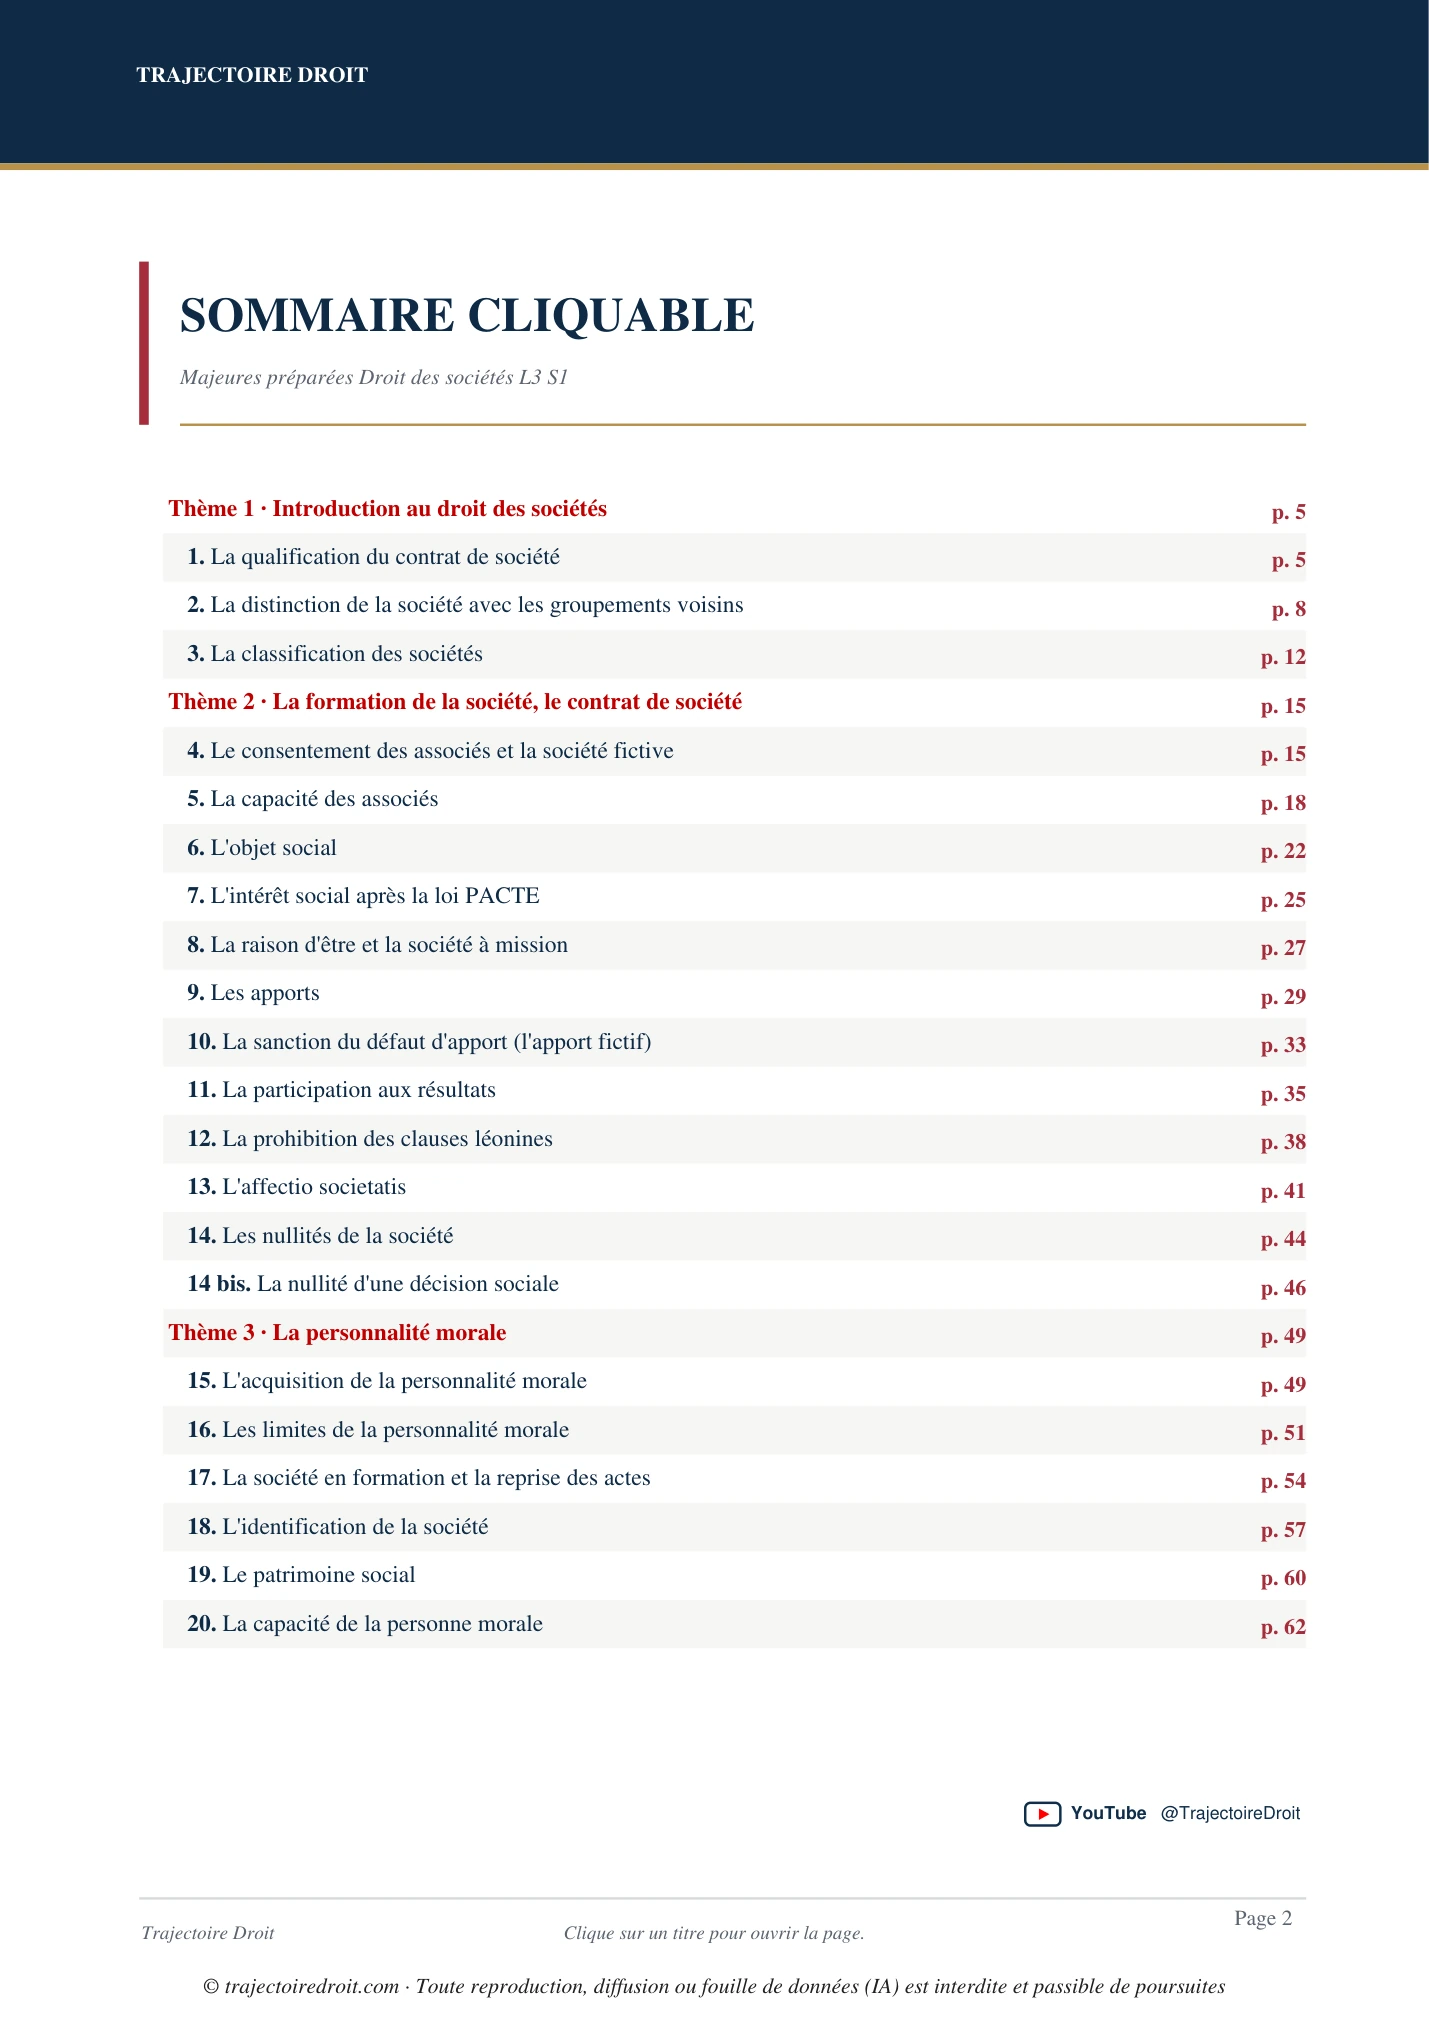 TRAJECTOIRE DROIT
SOMMAIRE CLIQUABLE
Majeures préparées Droit des sociétés L3 S1
Thème 1 · Introduction au droit des sociétés p. 5
1. La qualification du contrat de société p. 5
2. La distinction de la société avec les groupements voisins p. 8
3. La classification des sociétés p. 12
Thème 2 · La formation de la société, le contrat de société p. 15
4. Le consentement des associés et la société fictive p. 15
5. La capacité des associés p. 18
6. L'objet social p. 22
7. L'intérêt social après la loi PACTE p. 25
8. La raison d'être et la société à mission p. 27
9. Les apports p. 29
10. La sanction du défaut d'apport (l'apport fictif) p. 33
11. La participation aux résultats p. 35
12. La prohibition des clauses léonines p. 38
13. L'affectio societatis p. 41
14. Les nullités de la société p. 44
14 bis. La nullité d'une décision sociale p. 46
Thème 3 · La personnalité morale p. 49
15. L'acquisition de la personnalité morale p. 49
16. Les limites de la personnalité morale p. 51
17. La société en formation et la reprise des actes p. 54
18. L'identification de la société p. 57
19. Le patrimoine social p. 60
20. La capacité de la personne morale p. 62
YouTube @TrajectoireDroit
Page 2
Trajectoire Droit Clique sur un titre pour ouvrir la page.
© trajectoiredroit.com · Toute reproduction, diffusion ou fouille de données (IA) est interdite et passible de poursuites